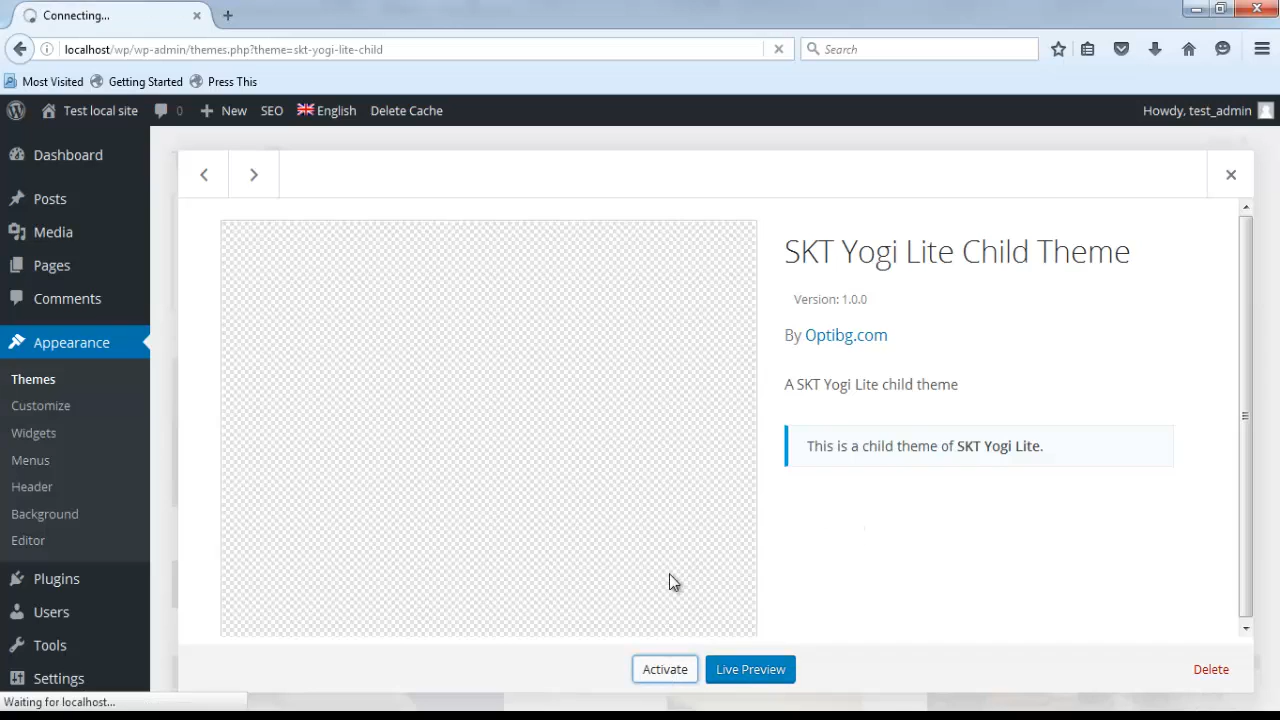 Connecting...
localhost/wp/wp-admin/themes.php?theme=skt-yogi-lite-child
Search
Most Visited
Getting Started
Press This
Test local site
0
New
SEO
English
Delete Cache
Howdy, test_admin
Dashboard
Posts
Media
Pages
Comments
Appearance
Themes
Customize
Widgets
Menus
Header
Background
Editor
Plugins
Users
Tools
Settings
SKT Yogi Lite Child Theme
Version: 1.0.0
By Optibg.com
A SKT Yogi Lite child theme
This is a child theme of SKT Yogi Lite.
Activate
Live Preview
Delete
Waiting for localhost...